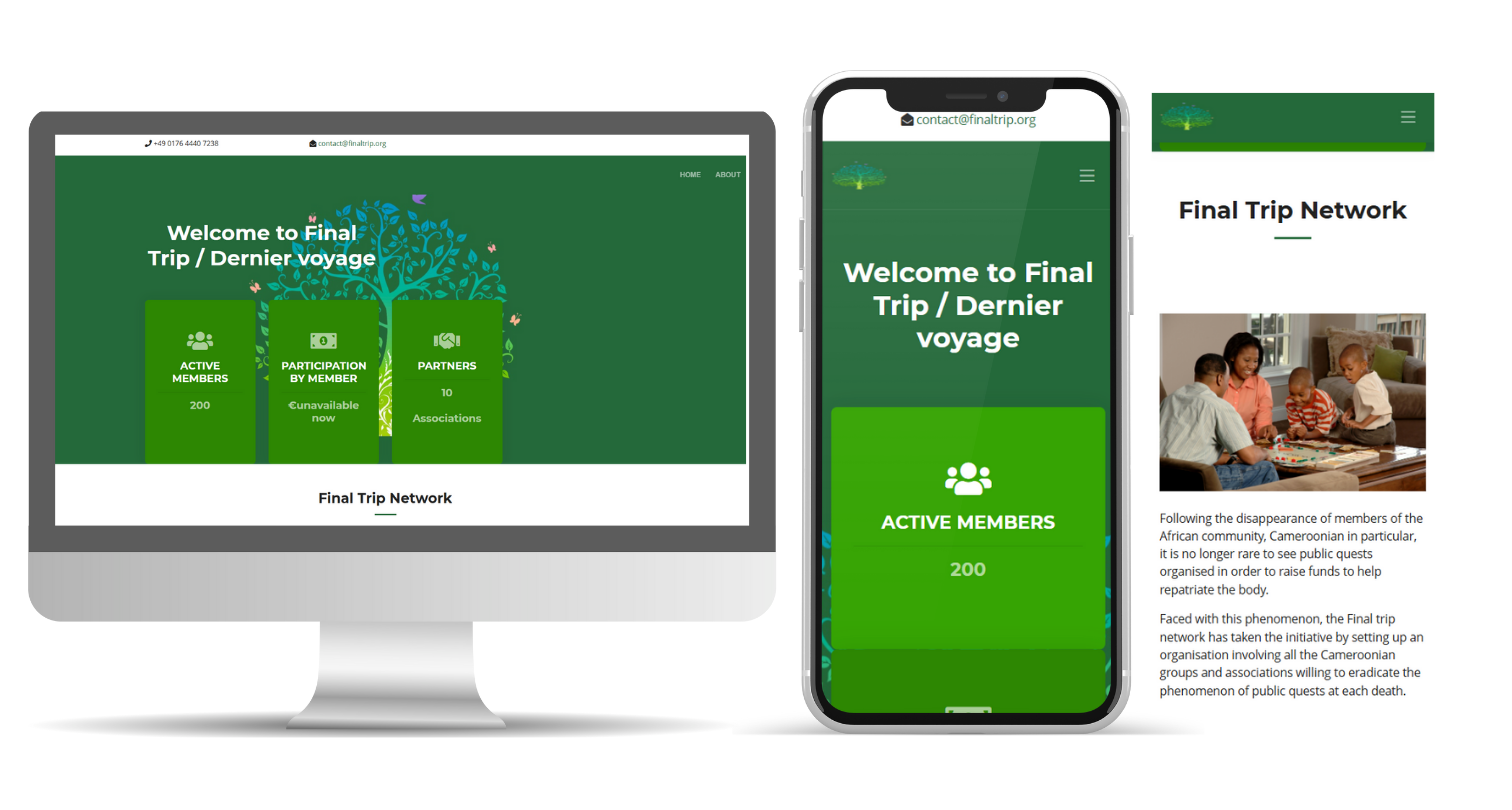 +49 0176 4440 7238
contact@finaltrip.org
HOME ABOUT
Welcome to Final
Trip / Dernier voyage
ACTIVE
MEMBERS
200
PARTICIPATION
BY MEMBER
€unavailable
now
PARTNERS
10
Associations
Final Trip Network
contact@finaltrip.org
Welcome to Final
Trip / Dernier
voyage
ACTIVE MEMBERS
200
Final Trip Network
Following the disappearance of members of the
African community, Cameroonian in particular,
it is no longer rare to see public quests
organised in order to raise funds to help
repatriate the body.
Faced with this phenomenon, the Final trip
network has taken the initiative by setting up an
organisation involving all the Cameroonian
groups and associations willing to eradicate the
phenomenon of public quests at each death.